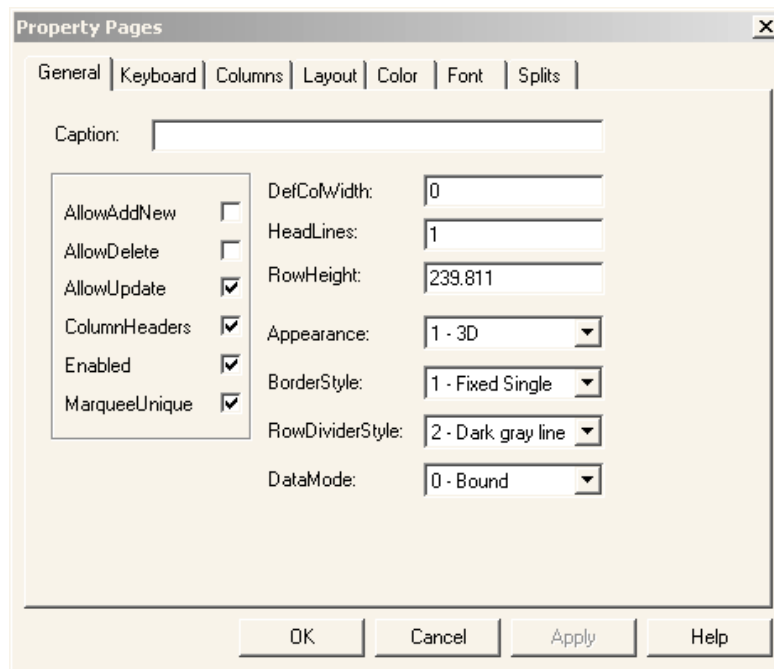 Property Pages
General Keyboard Columns Layout Color Font Splits
Caption:
AllowAddNew
AllowDelete
AllowUpdate
ColumnHeaders
Enabled
MarqueeUnique
DefColWidth: 0
HeadLines: 1
RowHeight: 239.811
Appearance: 1 - 3D
BorderStyle: 1 - Fixed Single
RowDividerStyle: 2 - Dark gray line
DataMode: 0 - Bound
OK Cancel Apply Help